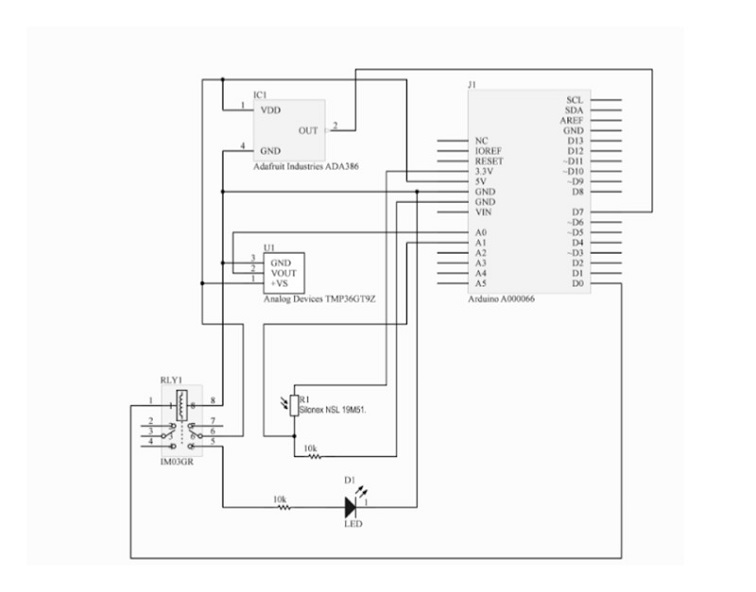 IC1
1 VDD
OUT 2
4 GND
Adafruit Industries ADA386
J1
SCL
SDA
AREF
GND
NC D13
IOREF D12
RESET ~D11
3.3V ~D10
5V ~D9
GND D8
GND
VIN D7
~D6
A0 ~D5
A1 D4
A2 ~D3
A3 D2
A4 D1
A5 D0
Arduino A000066
U1
3 GND
2 VOUT
1 +VS
Analog Devices TMP36GT9Z
RLY1
1 8
2 7
3 6
4 5
IM03GR
R1
Silonex NSL 19M51.
10k
10k
D1
1
LED